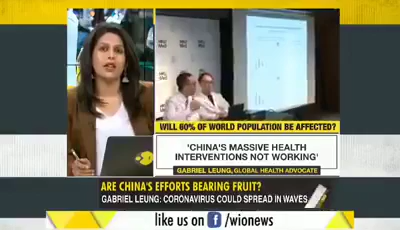 WILL 60% OF WORLD POPULATION BE AFFECTED?
'CHINA'S MASSIVE HEALTH
INTERVENTIONS NOT WORKING'
GABRIEL LEUNG, GLOBAL HEALTH ADVOCATE
ARE CHINA'S EFFORTS BEARING FRUIT?
GABRIEL LEUNG: CORONAVIRUS COULD SPREAD IN WAVES
like us on f/wionews